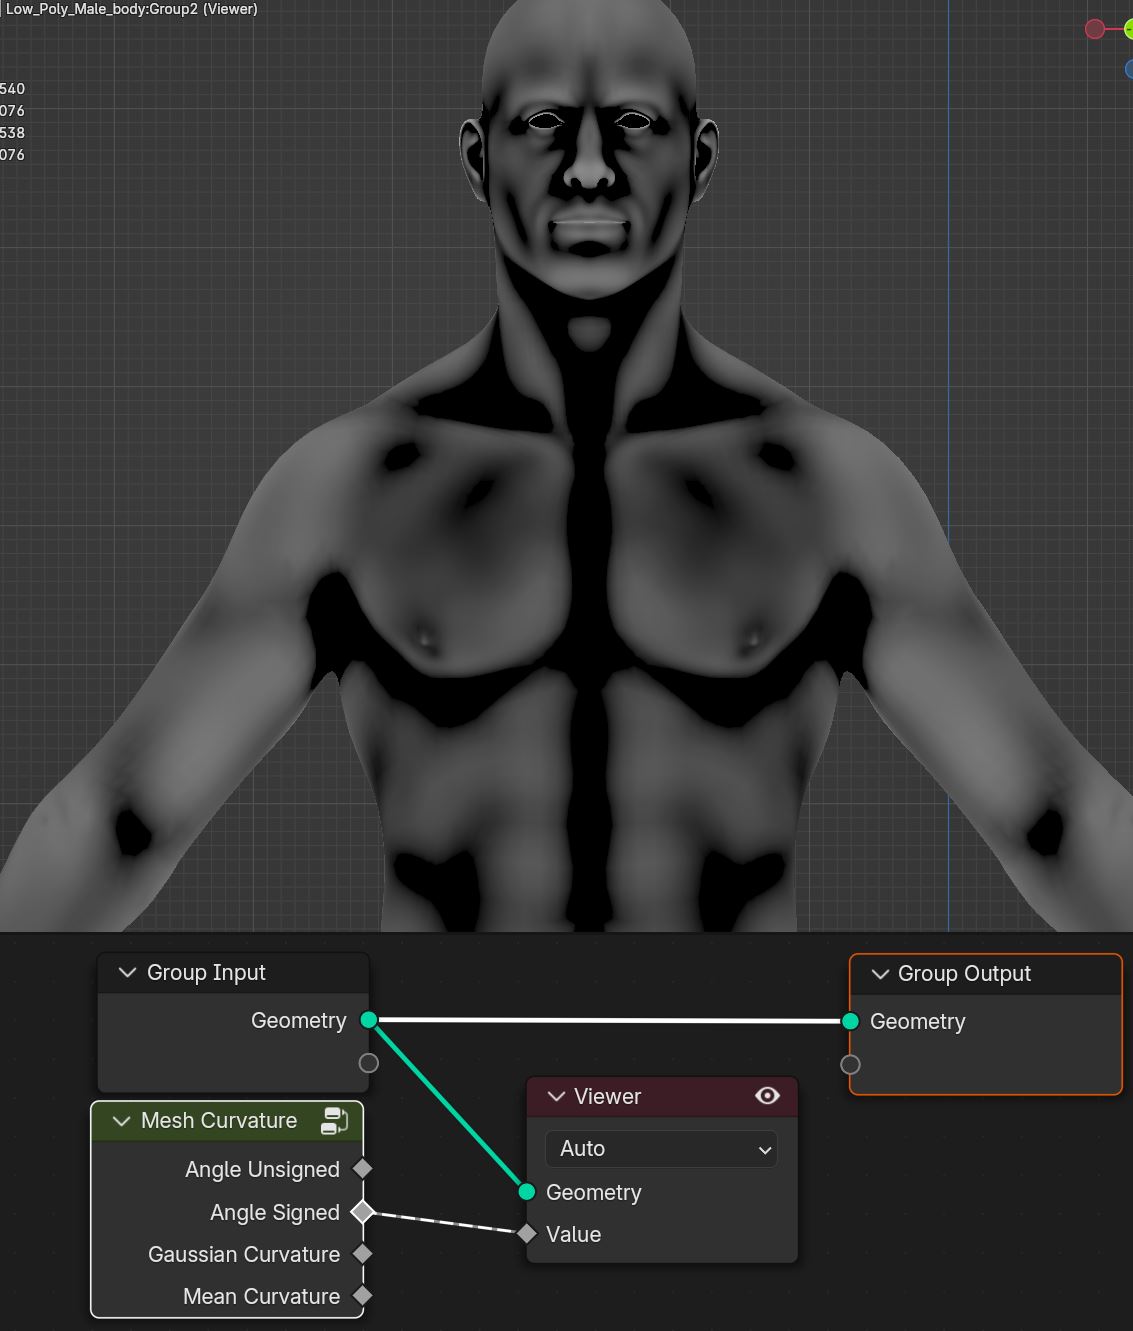 Low_Poly_Male_body:Group2 (Viewer)
540
076
538
076
Group Input
Geometry
Group Output
Geometry
Viewer
Auto
Geometry
Value
Mesh Curvature
Angle Unsigned
Angle Signed
Gaussian Curvature
Mean Curvature